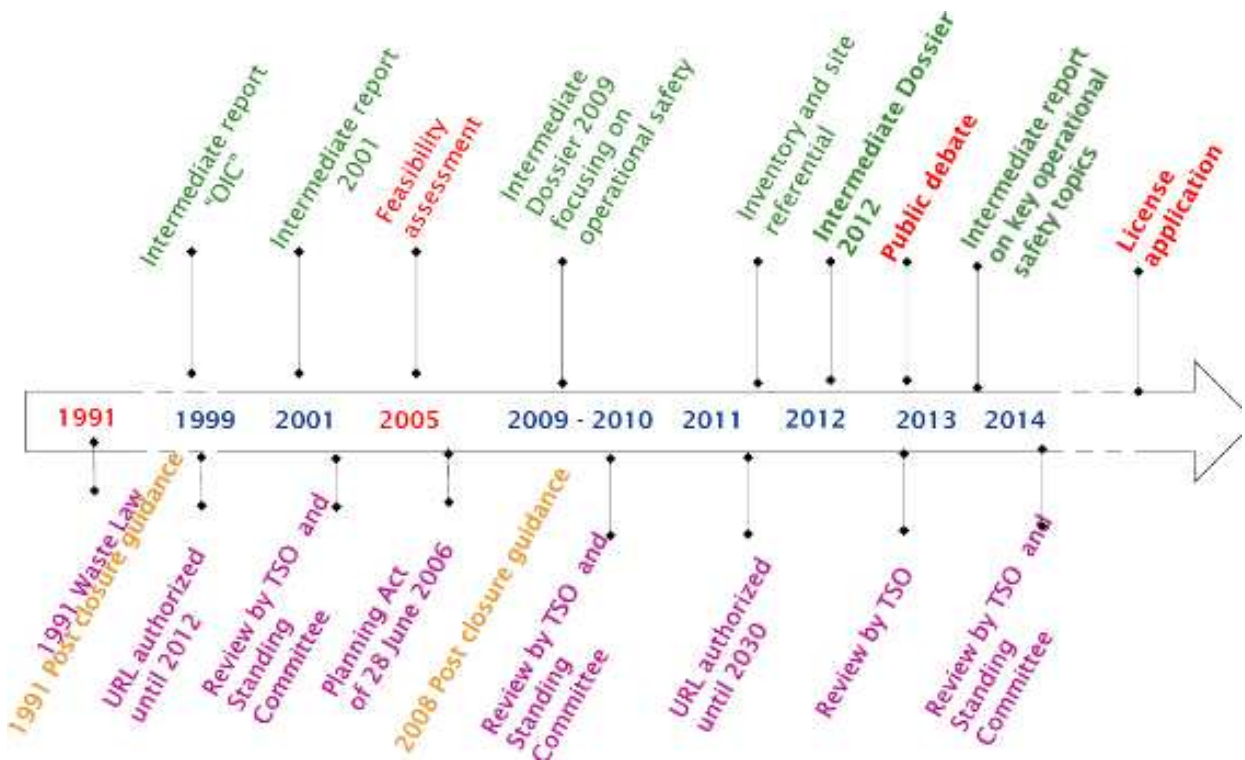 Intermediate report
"OIC"
Intermediate report
2001
Feasibility
assessment
Intermediate
Dossier 2009
focusing on
operational safety
Inventory and site
referential
Intermediate Dossier
2012
Public debate
Intermediate report
on key operational
safety topics
License
application
1991
1999
2001
2005
2009 - 2010
2011
2012
2013
2014
1991 Waste Law
1991 Post closure guidance
URL authorized
until 2012
Review by TSO and
Standing
Committee
Planning Act
of 28 June 2006
2008 Post closure guidance
Review by TSO and
Standing
Committee
URL authorized
until 2030
Review by TSO
Review by TSO and
Standing
Committee